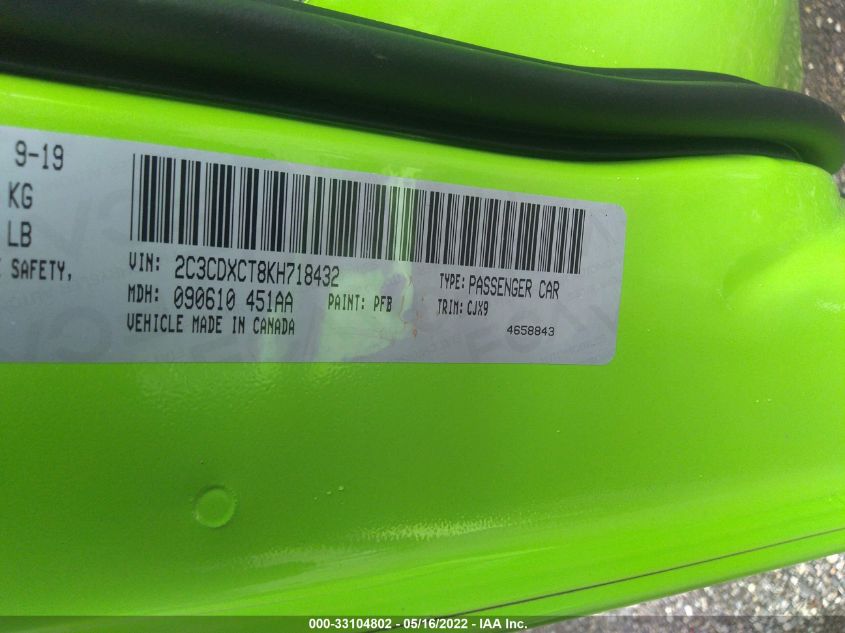 9-19
KG
LB
SAFETY.
VIN: 2C3CDXCT8KH718432
TYPE: PASSENGER CAR
MDH: 090610 451AA PAINT: PFB TRIM: CJX9
VEHICLE MADE IN CANADA
4658843
000-33104802 - 05/16/2022 - IAA Inc.